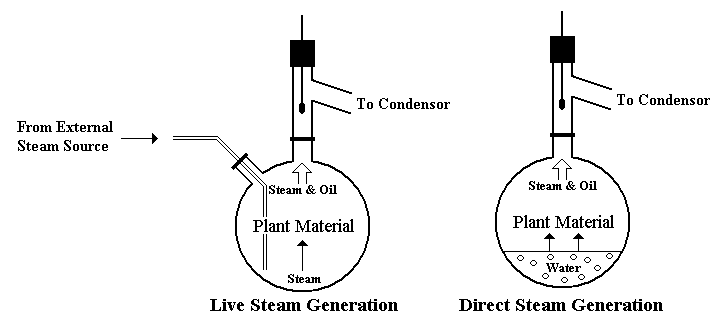 To Condensor
From External
Steam Source
Steam & Oil
Plant Material
Steam
Live Steam Generation
To Condensor
Steam & Oil
Plant Material
Water
Direct Steam Generation